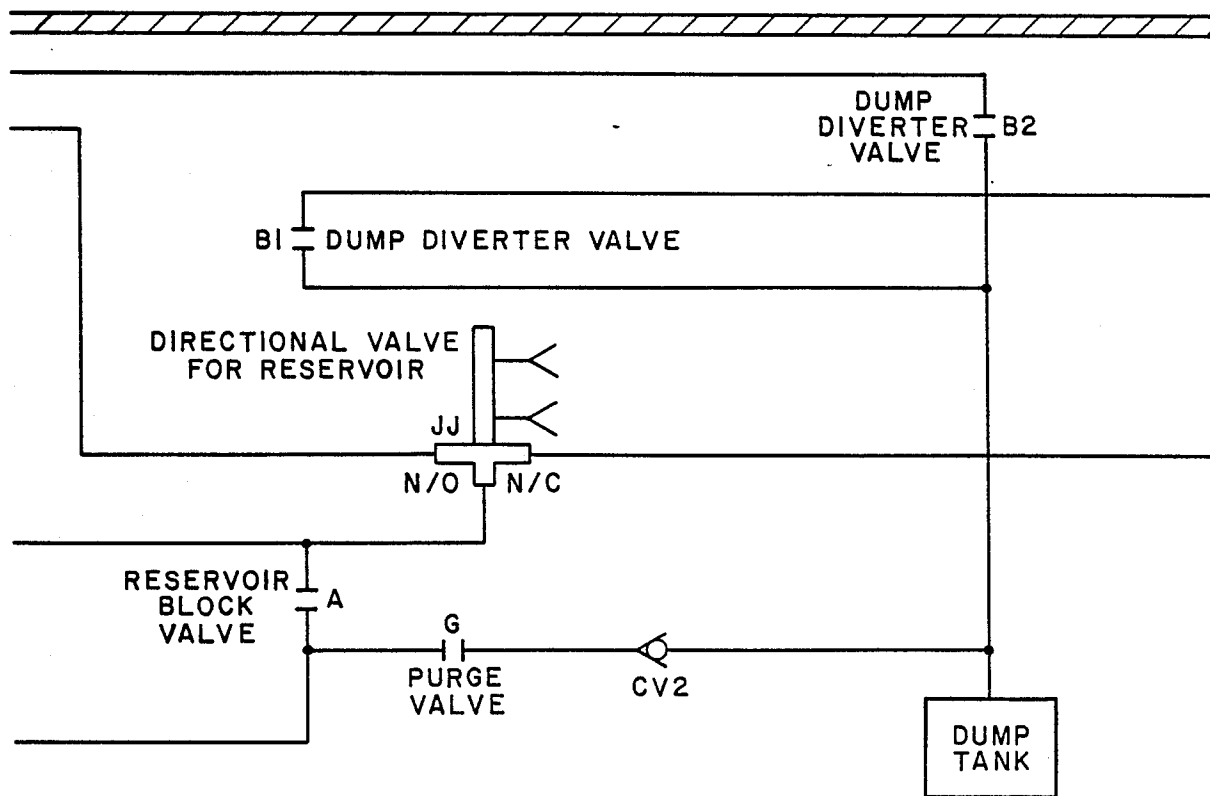 DUMP
DIVERTER
VALVE
B2
B1
DUMP DIVERTER VALVE
DIRECTIONAL VALVE
FOR RESERVOIR
JJ
N/O
N/C
RESERVOIR
BLOCK
VALVE
A
G
PURGE
VALVE
CV2
DUMP
TANK